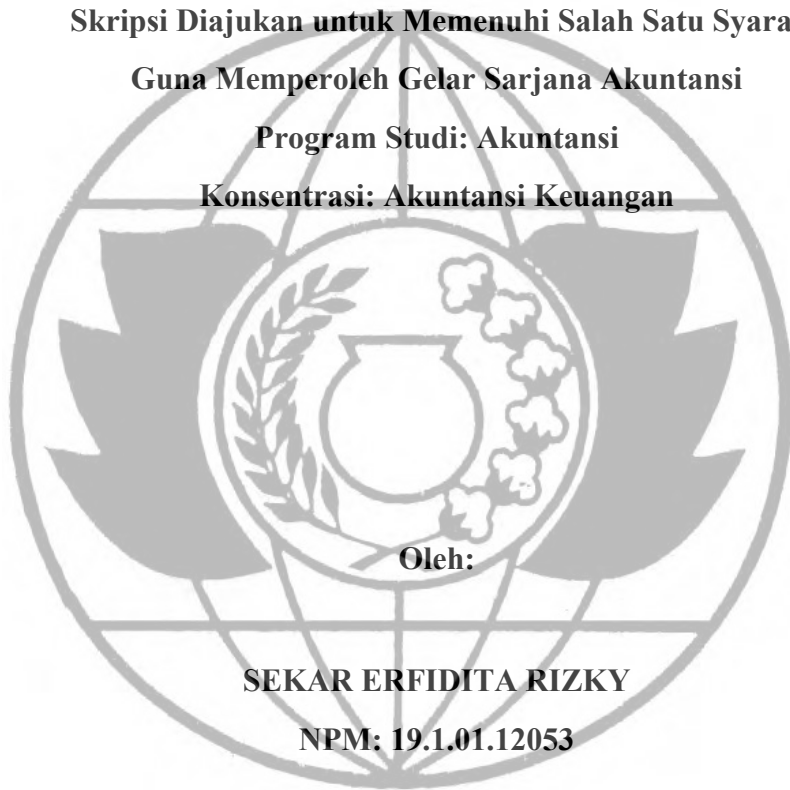 Skripsi Diajukan untuk Memenuhi Salah Satu Syara
Guna Memperoleh Gelar Sarjana Akuntansi
Program Studi: Akuntansi
Konsentrasi: Akuntansi Keuangan
Oleh:
SEKAR ERFIDITA RIZKY
NPM: 19.1.01.12053